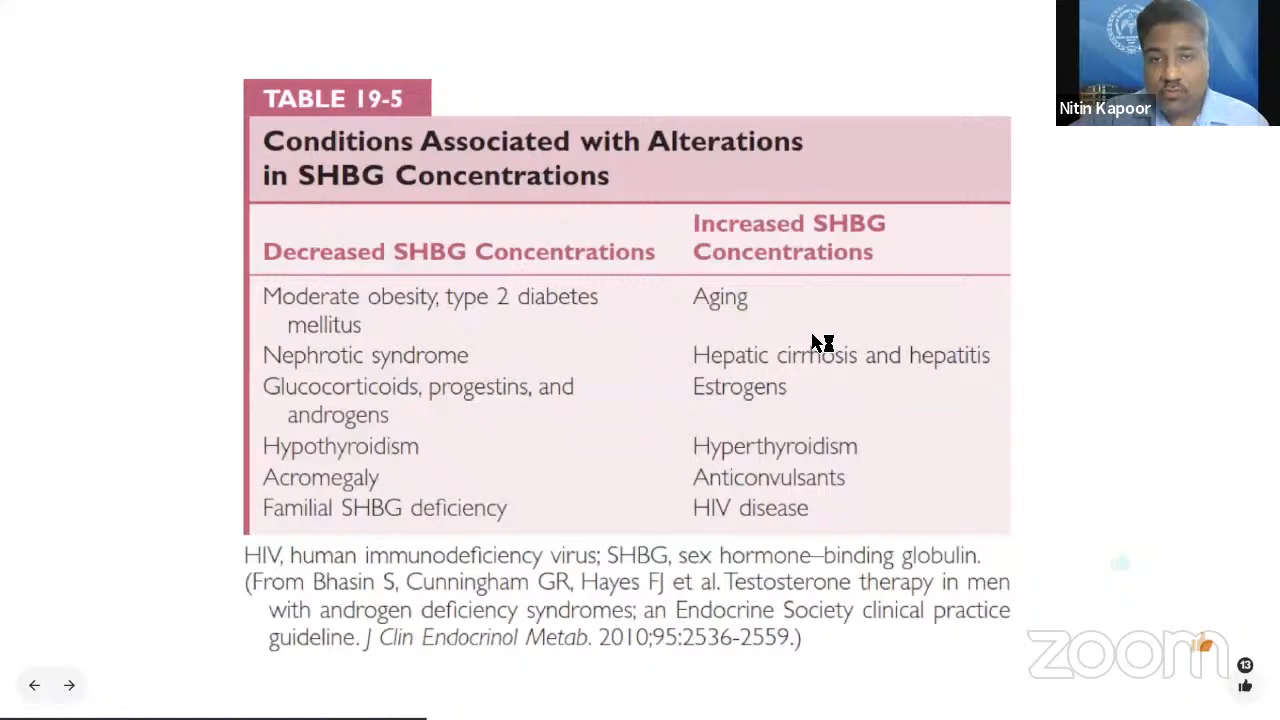 Nitin Kapoor
TABLE 19-5
Conditions Associated with Alterations
in SHBG Concentrations
Decreased SHBG Concentrations
Increased SHBG
Concentrations
Moderate obesity, type 2 diabetes
mellitus
Aging
Nephrotic syndrome
Hepatic cirrhosis and hepatitis
Glucocorticoids, progestins, and
androgens
Estrogens
Hypothyroidism
Hyperthyroidism
Acromegaly
Anticonvulsants
Familial SHBG deficiency
HIV disease
HIV, human immunodeficiency virus; SHBG, sex hormone–binding globulin.
(From Bhasin S, Cunningham GR, Hayes FJ et al. Testosterone therapy in men
with androgen deficiency syndromes; an Endocrine Society clinical practice
guideline. J Clin Endocrinol Metab. 2010;95:2536-2559.)
zoom
13